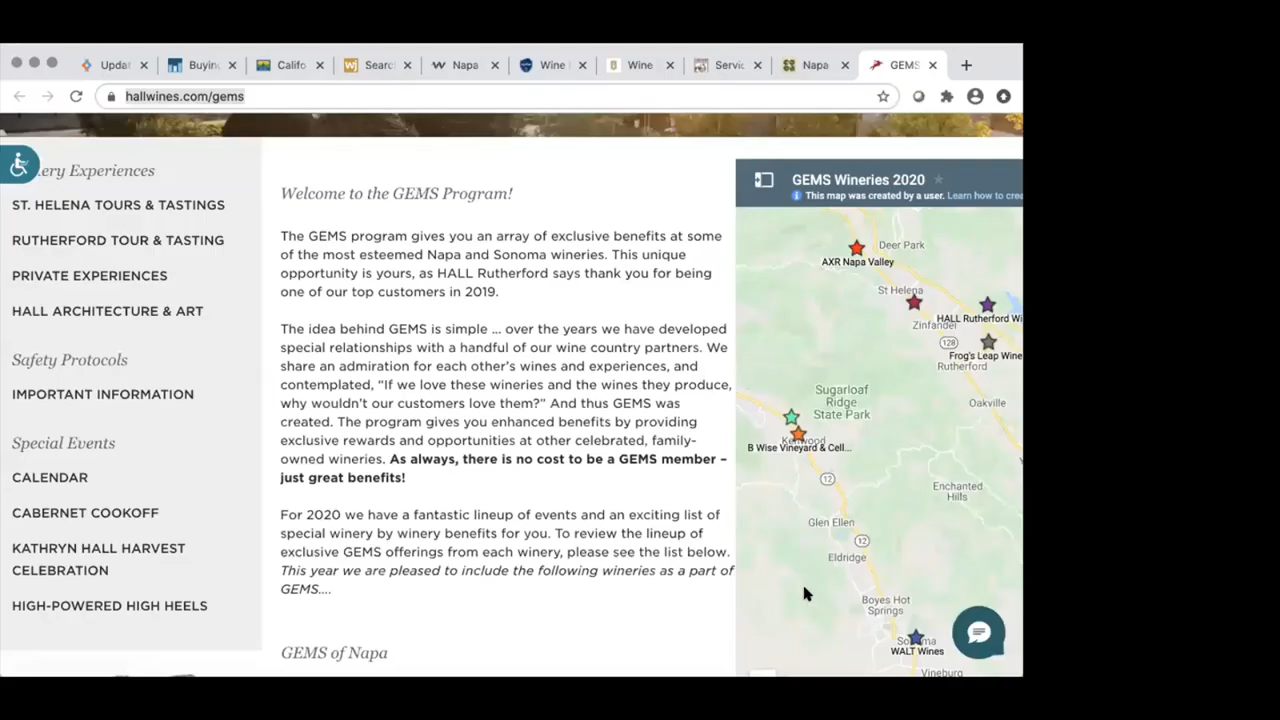 Updat
Buyin
Califo
Searc
Napa
Wine
Wine
Servic
Napa
GEMS
hallwines.com/gems
ery Experiences
ST. HELENA TOURS & TASTINGS
RUTHERFORD TOUR & TASTING
PRIVATE EXPERIENCES
HALL ARCHITECTURE & ART
Safety Protocols
IMPORTANT INFORMATION
Special Events
CALENDAR
CABERNET COOKOFF
KATHRYN HALL HARVEST
CELEBRATION
HIGH-POWERED HIGH HEELS
Welcome to the GEMS Program!
The GEMS program gives you an array of exclusive benefits at some
of the most esteemed Napa and Sonoma wineries. This unique
opportunity is yours, as HALL Rutherford says thank you for being
one of our top customers in 2019.
The idea behind GEMS is simple ... over the years we have developed
special relationships with a handful of our wine country partners. We
share an admiration for each other's wines and experiences, and
contemplated, “If we love these wineries and the wines they produce,
why wouldn't our customers love them?” And thus GEMS was
created. The program gives you enhanced benefits by providing
exclusive rewards and opportunities at other celebrated, family-
owned wineries. As always, there is no cost to be a GEMS member –
just great benefits!
For 2020 we have a fantastic lineup of events and an exciting list of
special winery by winery benefits for you. To review the lineup of
exclusive GEMS offerings from each winery, please see the list below.
This year we are pleased to include the following wineries as a part of
GEMS....
GEMS of Napa
GEMS Wineries 2020
This map was created by a user. Learn how to crea
Deer Park
AXR Napa Valley
St Helena
Zinfandel
HALL Rutherford Wi
128
Frog's Leap Wine
Rutherford
Sugarloaf
Ridge
State Park
Oakville
Kenwood
B Wise Vineyard & Cell...
12
Enchanted
Hills
Glen Ellen
12
Eldridge
Boyes Hot
Springs
WALT Wines
Vineburg